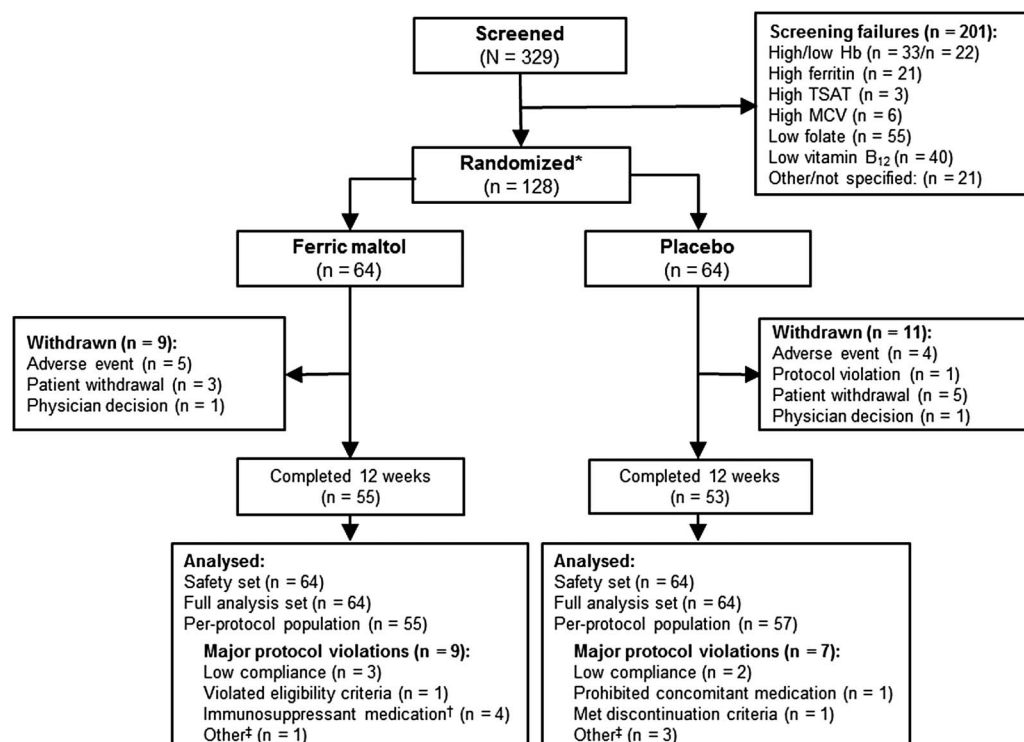 Screened
(N = 329)
Screening failures (n = 201):
High/low Hb (n = 33/n = 22)
High ferritin (n = 21)
High TSAT (n = 3)
High MCV (n = 6)
Low folate (n = 55)
Low vitamin B₁₂ (n = 40)
Other/not specified: (n = 21)
Randomized*
(n = 128)
Ferric maltol
(n = 64)
Placebo
(n = 64)
Withdrawn (n = 9):
Adverse event (n = 5)
Patient withdrawal (n = 3)
Physician decision (n = 1)
Withdrawn (n = 11):
Adverse event (n = 4)
Protocol violation (n = 1)
Patient withdrawal (n = 5)
Physician decision (n = 1)
Completed 12 weeks
(n = 55)
Completed 12 weeks
(n = 53)
Analysed:
Safety set (n = 64)
Full analysis set (n = 64)
Per-protocol population (n = 55)
Major protocol violations (n = 9):
Low compliance (n = 3)
Violated eligibility criteria (n = 1)
Immunosuppressant medication† (n = 4)
Other‡ (n = 1)
Analysed:
Safety set (n = 64)
Full analysis set (n = 64)
Per-protocol population (n = 57)
Major protocol violations (n = 7):
Low compliance (n = 2)
Prohibited concomitant medication (n = 1)
Met discontinuation criteria (n = 1)
Other‡ (n = 3)